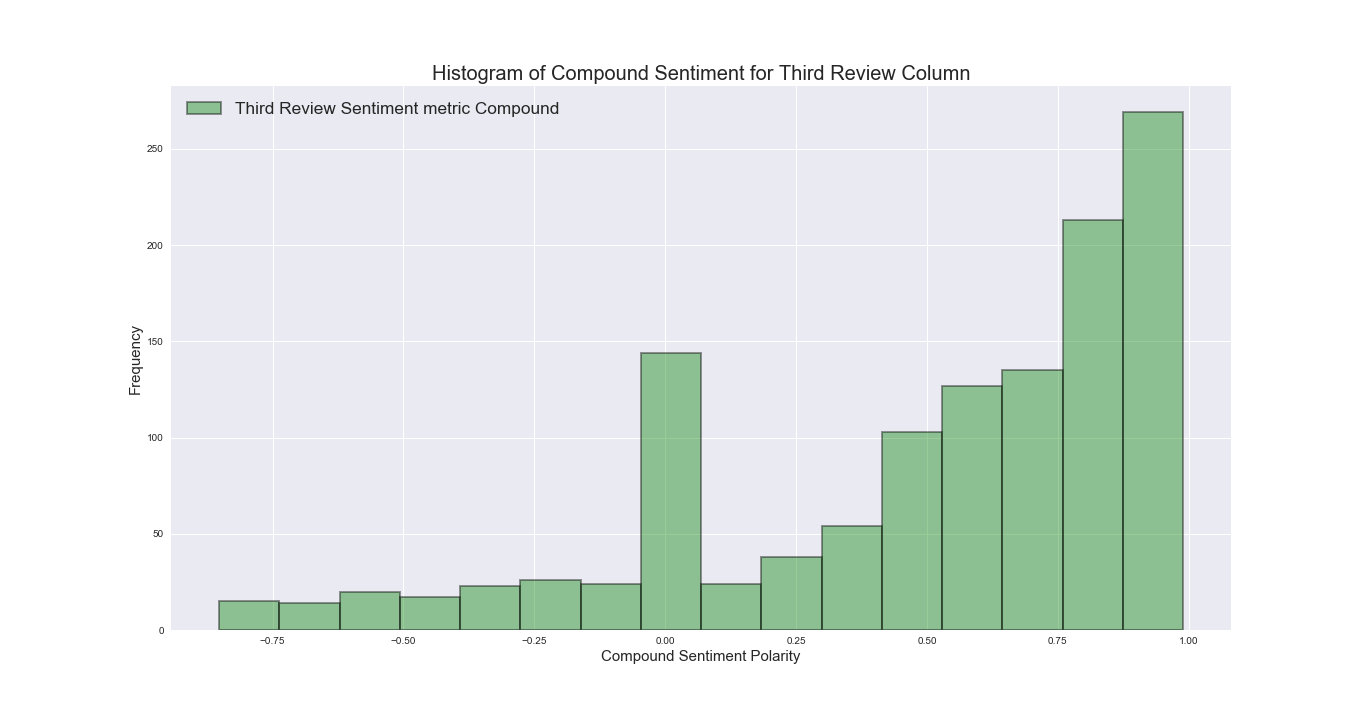 Histogram of Compound Sentiment for Third Review Column
Third Review Sentiment metric Compound
250
200
150
100
50
0
Frequency
−0.75 −0.50 −0.25 0.00 0.25 0.50 0.75 1.00
Compound Sentiment Polarity